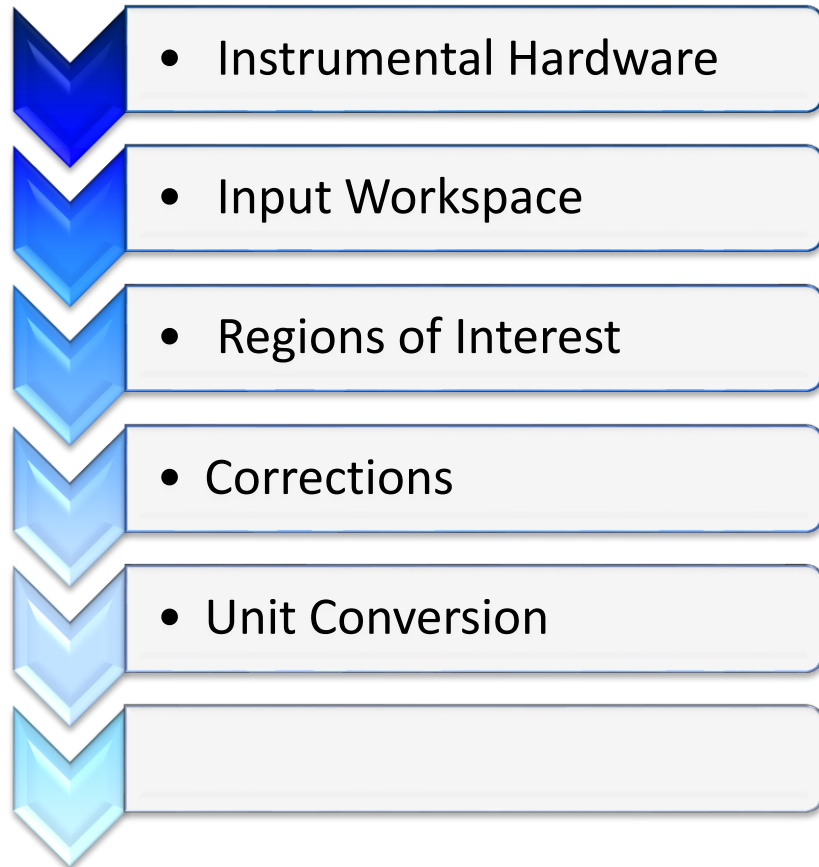 • Instrumental Hardware
• Input Workspace
• Regions of Interest
• Corrections
• Unit Conversion